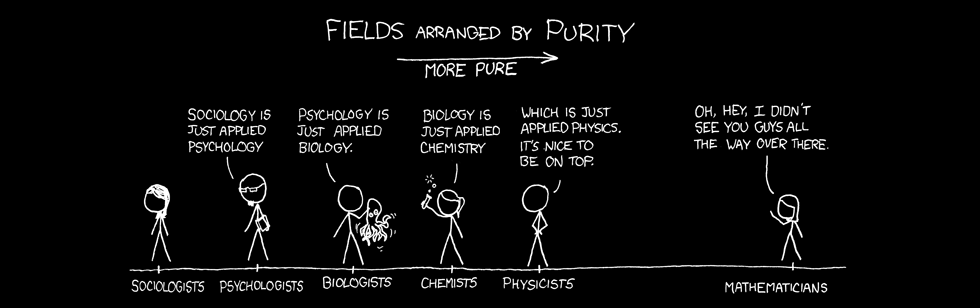 FIELDS ARRANGED BY PURITY
MORE PURE
SOCIOLOGY IS
JUST APPLIED
PSYCHOLOGY
PSYCHOLOGY IS
JUST APPLIED
BIOLOGY.
BIOLOGY IS
JUST APPLIED
CHEMISTRY
WHICH IS JUST
APPLIED PHYSICS.
IT'S NICE TO
BE ON TOP.
OH, HEY, I DIDN'T
SEE YOU GUYS ALL
THE WAY OVER THERE.
SOCIOLOGISTS
PSYCHOLOGISTS
BIOLOGISTS
CHEMISTS
PHYSICISTS
MATHEMATICIANS